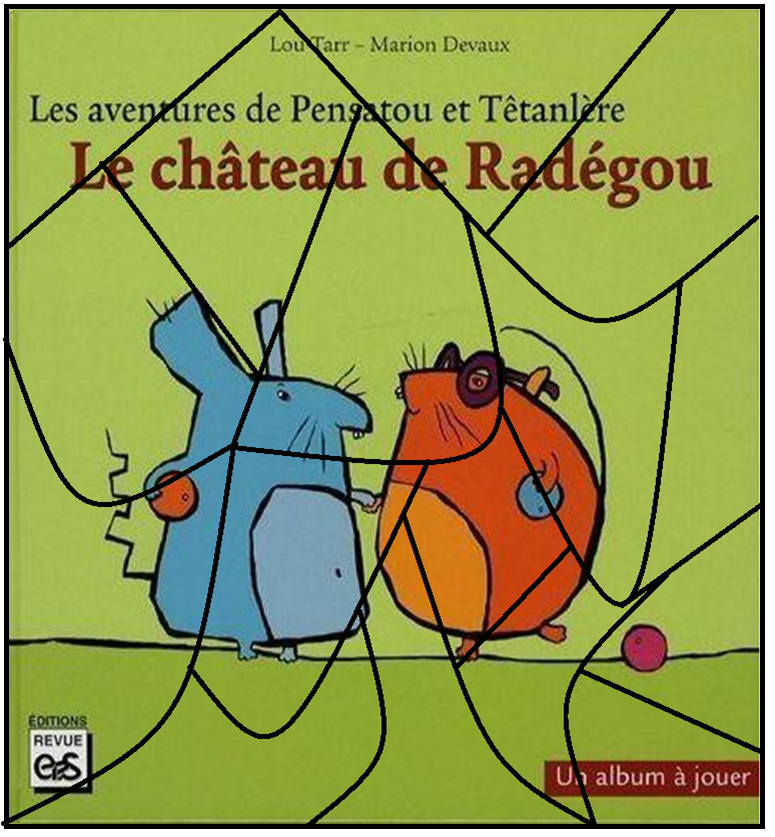 Lou Tarr – Marion Devaux
Les aventures de Pensatou et Têtanlère
Le château de Radégou
ÉDITIONS
REVUE
EPS
Un album à jouer